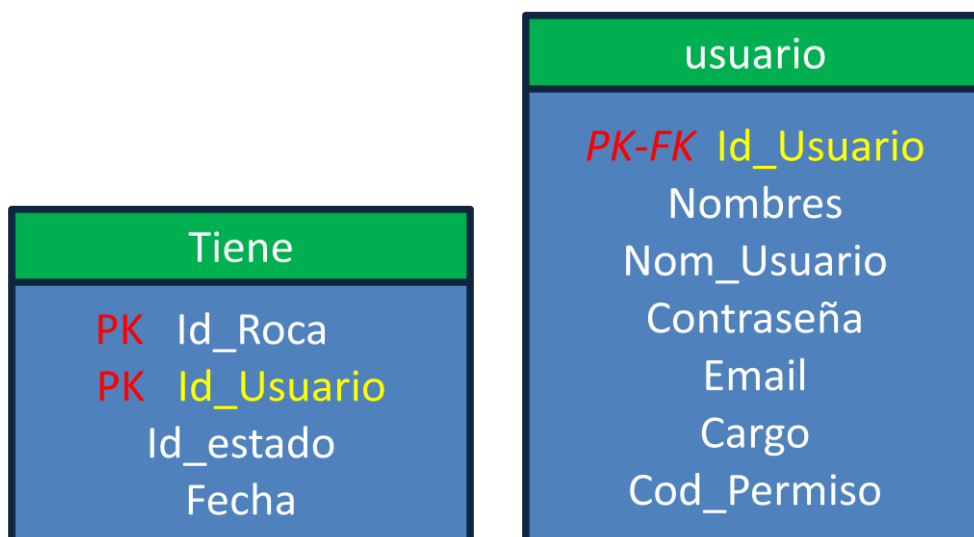 Tiene
PK Id_Roca
PK Id_Usuario
Id_estado
Fecha
usuario
PK-FK Id_Usuario
Nombres
Nom_Usuario
Contraseña
Email
Cargo
Cod_Permiso